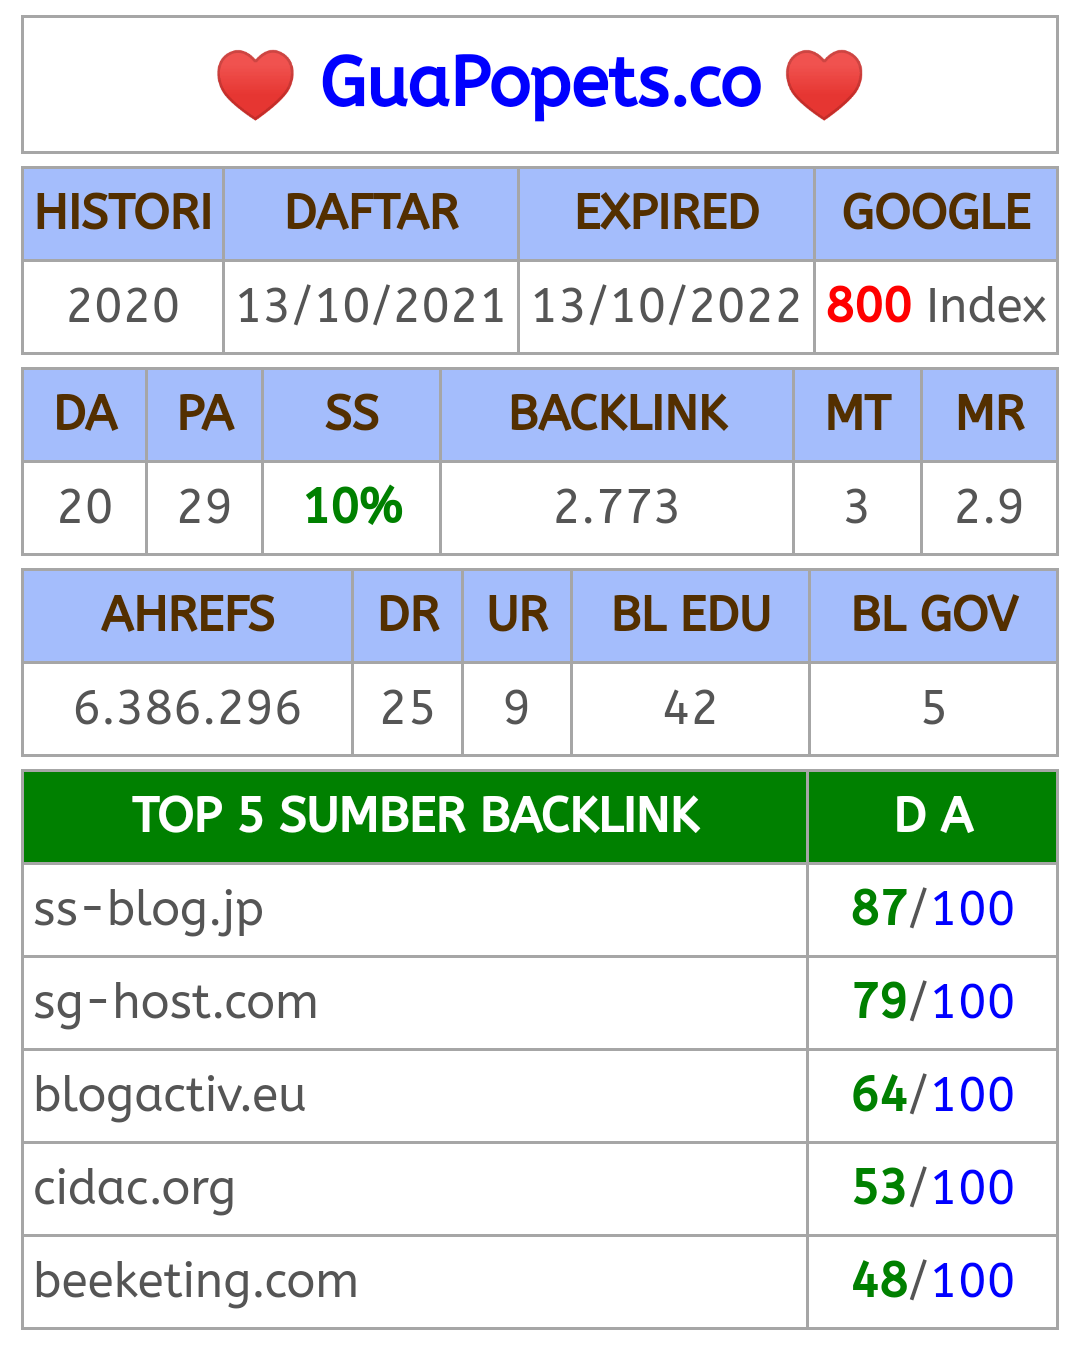 GuaPopets.co
HISTORI DAFTAR EXPIRED GOOGLE
2020 13/10/2021 13/10/2022 800 Index
DA PA SS BACKLINK MT MR
20 29 10% 2.773 3 2.9
AHREFS DR UR BL EDU BL GOV
6.386.296 25 9 42 5
TOP 5 SUMBER BACKLINK D A
ss-blog.jp 87/100
sg-host.com 79/100
blogactiv.eu 64/100
cidac.org 53/100
beeketing.com 48/100